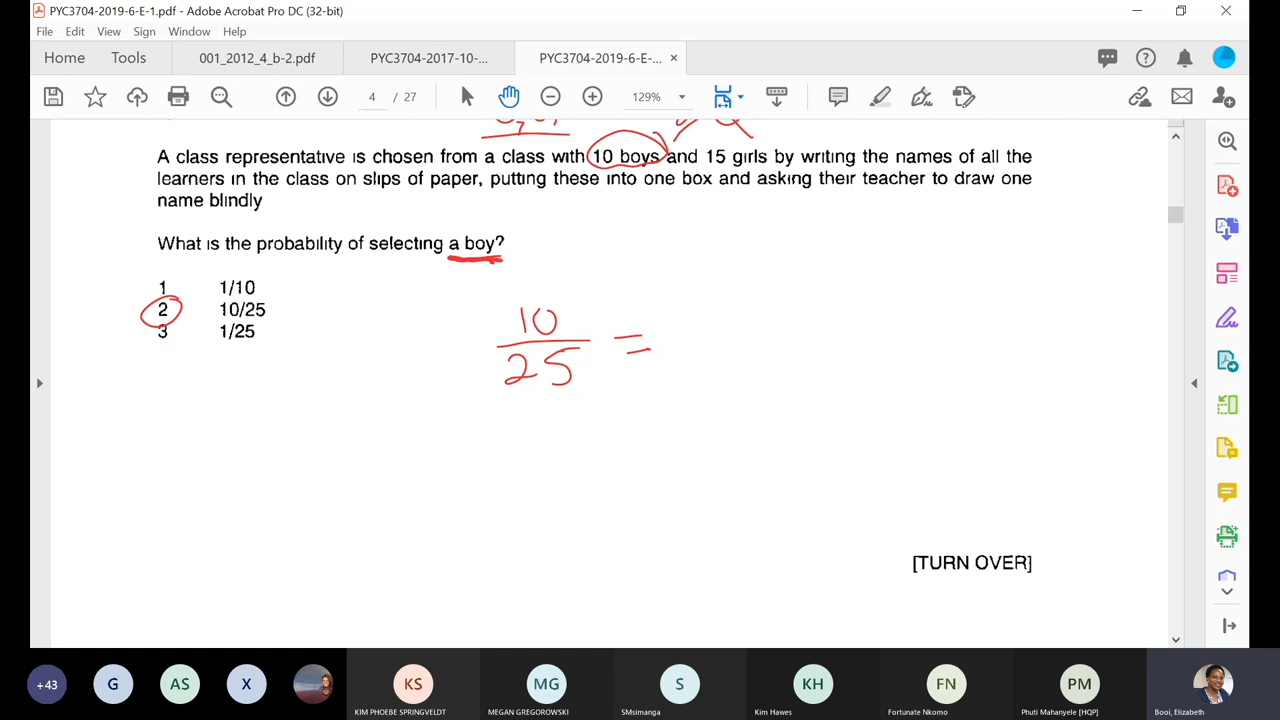 PYC3704-2019-6-E-1.pdf - Adobe Acrobat Pro DC (32-bit)
File Edit View Sign Window Help
Home Tools 001_2012_4_b-2.pdf PYC3704-2017-10-... PYC3704-2019-6-E-... ×
4 / 27 129%
A class representative is chosen from a class with 10 boys and 15 girls by writing the names of all the
learners in the class on slips of paper, putting these into one box and asking their teacher to draw one
name blindly
What is the probability of selecting a boy?
1 1/10
2 10/25
3 1/25
10
25 =
[TURN OVER]
+43 G AS X KS MG S KH FN PM
KIM PHOEBE SPRINGVELDT MEGAN GREGOROWSKI SMsimanga Kim Hawes Fortunate Nkomo Phuti Mahanyele [HQP] Booi, Elizabeth